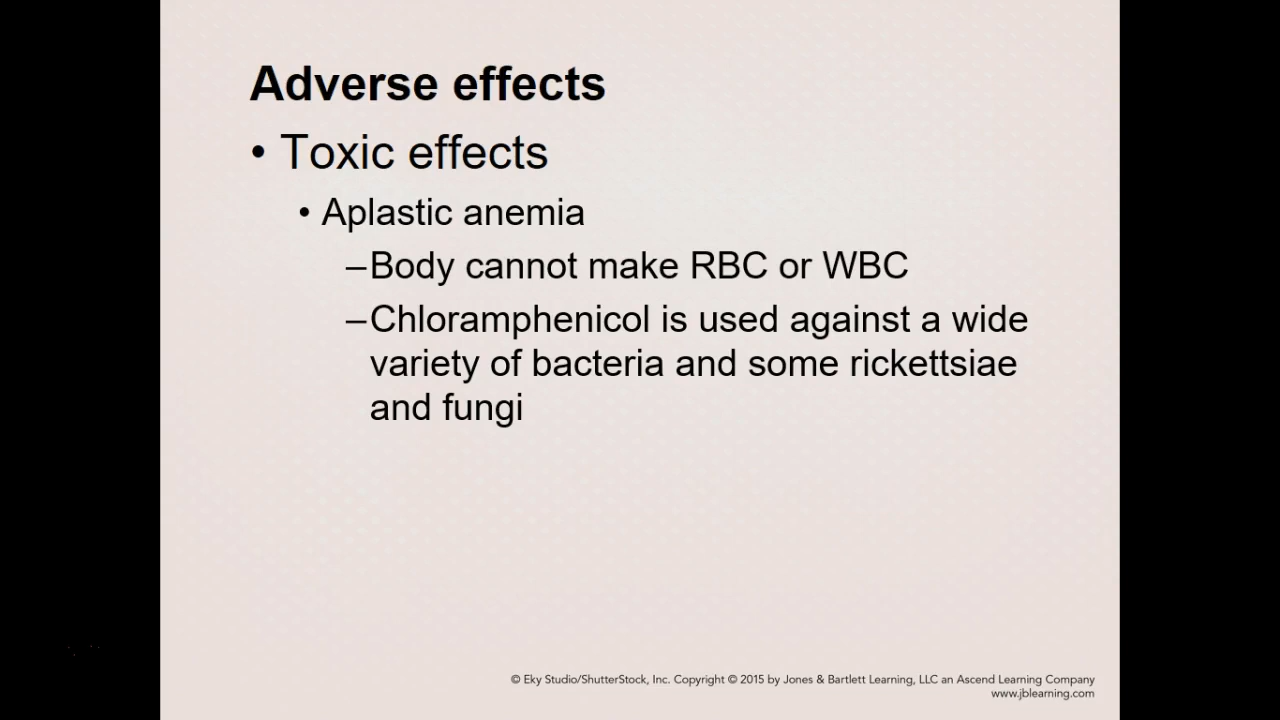 Adverse effects
• Toxic effects
• Aplastic anemia
–Body cannot make RBC or WBC
–Chloramphenicol is used against a wide
variety of bacteria and some rickettsiae
and fungi
© Eky Studio/ShutterStock, Inc. Copyright © 2015 by Jones & Bartlett Learning, LLC an Ascend Learning Company
www.jblearning.com